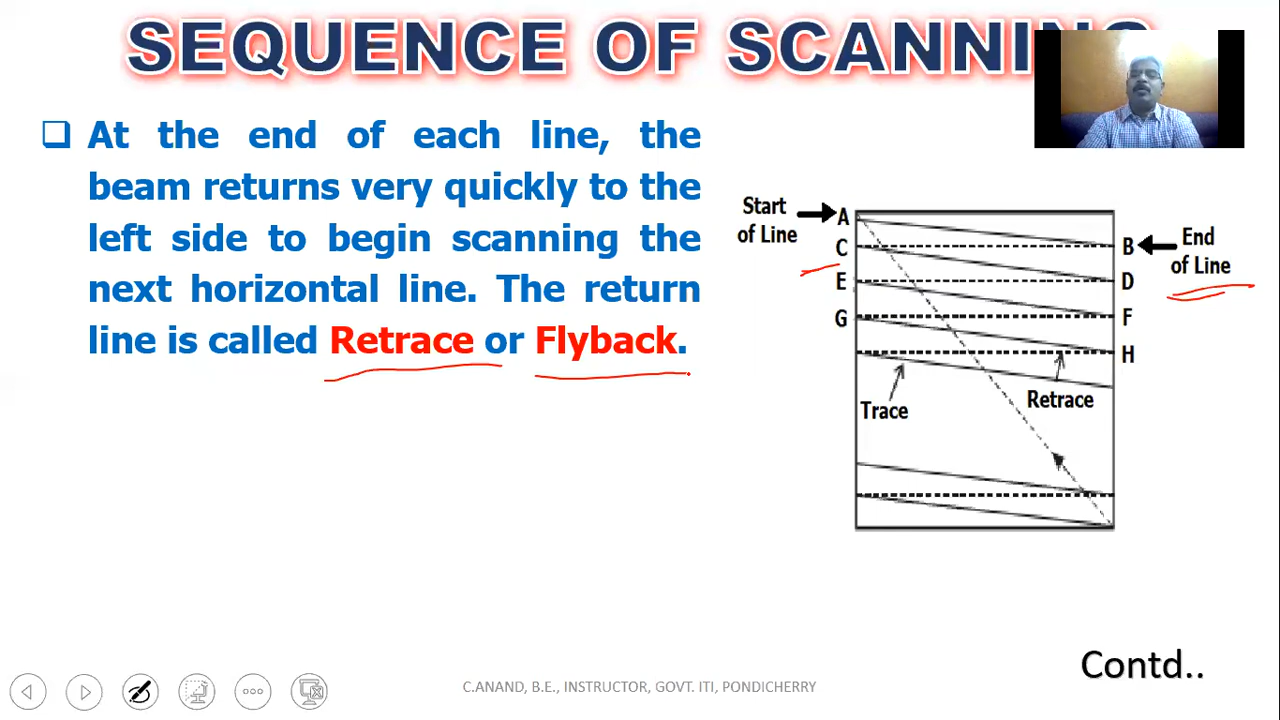 SEQUENCE OF SCANNING
❑ At the end of each line, the
beam returns very quickly to the
left side to begin scanning the
next horizontal line. The return
line is called Retrace or Flyback.
Start
of Line
A
B
End
of Line
C
D
E
F
G
H
Trace
Retrace
Contd..
C.ANAND, B.E., INSTRUCTOR, GOVT. ITI, PONDICHERRY